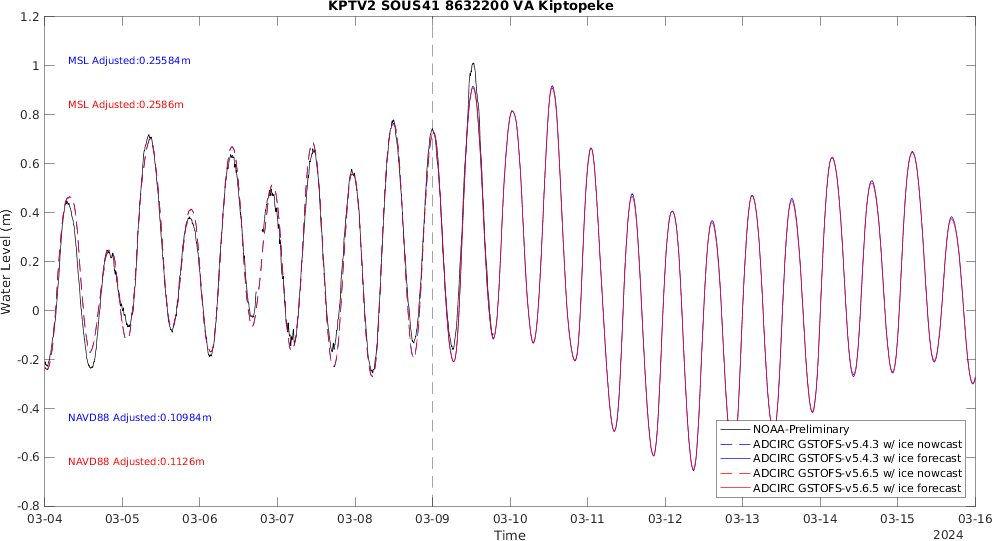 KPTV2 SOUS41 8632200 VA Kiptopeke
1.2
1
0.8
0.6
0.4
0.2
0
-0.2
-0.4
-0.6
-0.8
Water Level (m)
MSL Adjusted:0.25584m
MSL Adjusted:0.2586m
NAVD88 Adjusted:0.10984m
NAVD88 Adjusted:0.1126m
NOAA-Preliminary
ADCIRC GSTOFS-v5.4.3 w/ ice nowcast
ADCIRC GSTOFS-v5.4.3 w/ ice forecast
ADCIRC GSTOFS-v5.6.5 w/ ice nowcast
ADCIRC GSTOFS-v5.6.5 w/ ice forecast
03-04 03-05 03-06 03-07 03-08 03-09 03-10 03-11 03-12 03-13 03-14 03-15 03-16
Time
2024